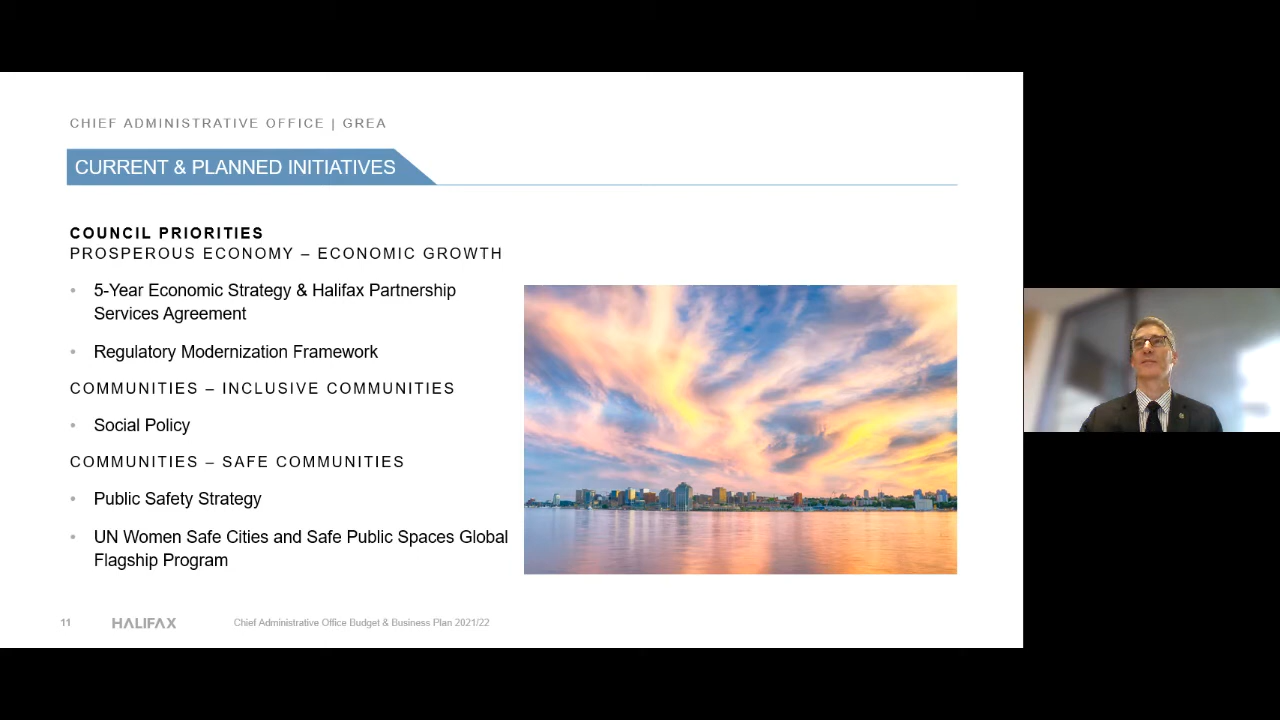 CHIEF ADMINISTRATIVE OFFICE | GREA
CURRENT & PLANNED INITIATIVES
COUNCIL PRIORITIES
PROSPEROUS ECONOMY – ECONOMIC GROWTH
• 5-Year Economic Strategy & Halifax Partnership
Services Agreement
• Regulatory Modernization Framework
COMMUNITIES – INCLUSIVE COMMUNITIES
• Social Policy
COMMUNITIES – SAFE COMMUNITIES
• Public Safety Strategy
• UN Women Safe Cities and Safe Public Spaces Global
Flagship Program
11 HALIFAX Chief Administrative Office Budget & Business Plan 2021/22